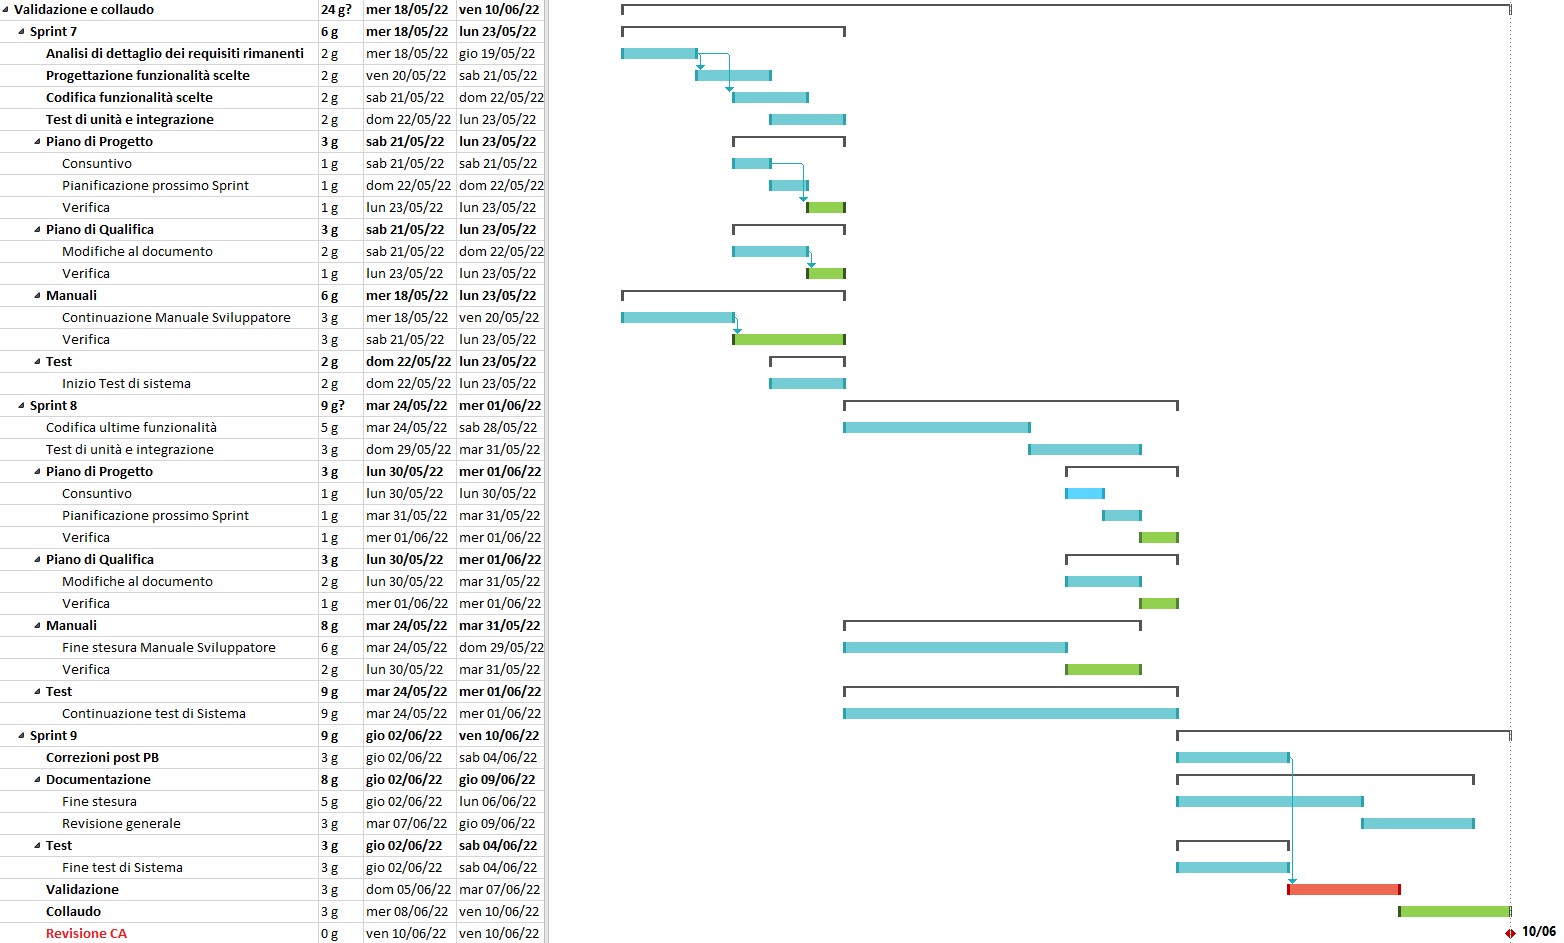 Validazione e collaudo 24 g? mer 18/05/22 ven 10/06/22
Sprint 7 6 g mer 18/05/22 lun 23/05/22
Analisi di dettaglio dei requisiti rimanenti 2 g mer 18/05/22 gio 19/05/22
Progettazione funzionalità scelte 2 g ven 20/05/22 sab 21/05/22
Codifica funzionalità scelte 2 g sab 21/05/22 dom 22/05/22
Test di unità e integrazione 2 g dom 22/05/22 lun 23/05/22
Piano di Progetto 3 g sab 21/05/22 lun 23/05/22
Consuntivo 1 g sab 21/05/22 sab 21/05/22
Pianificazione prossimo Sprint 1 g dom 22/05/22 dom 22/05/22
Verifica 1 g lun 23/05/22 lun 23/05/22
Piano di Qualifica 3 g sab 21/05/22 lun 23/05/22
Modifiche al documento 2 g sab 21/05/22 dom 22/05/22
Verifica 1 g lun 23/05/22 lun 23/05/22
Manuali 6 g mer 18/05/22 lun 23/05/22
Continuazione Manuale Sviluppatore 3 g mer 18/05/22 ven 20/05/22
Verifica 3 g sab 21/05/22 lun 23/05/22
Test 2 g dom 22/05/22 lun 23/05/22
Inizio Test di sistema 2 g dom 22/05/22 lun 23/05/22
Sprint 8 9 g? mar 24/05/22 mer 01/06/22
Codifica ultime funzionalità 5 g mar 24/05/22 sab 28/05/22
Test di unità e integrazione 3 g dom 29/05/22 mar 31/05/22
Piano di Progetto 3 g lun 30/05/22 mer 01/06/22
Consuntivo 1 g lun 30/05/22 lun 30/05/22
Pianificazione prossimo Sprint 1 g mar 31/05/22 mar 31/05/22
Verifica 1 g mer 01/06/22 mer 01/06/22
Piano di Qualifica 3 g lun 30/05/22 mer 01/06/22
Modifiche al documento 2 g lun 30/05/22 mar 31/05/22
Verifica 1 g mer 01/06/22 mer 01/06/22
Manuali 8 g mar 24/05/22 mar 31/05/22
Fine stesura Manuale Sviluppatore 6 g mar 24/05/22 dom 29/05/22
Verifica 2 g lun 30/05/22 mar 31/05/22
Test 9 g mar 24/05/22 mer 01/06/22
Continuazione test di Sistema 9 g mar 24/05/22 mer 01/06/22
Sprint 9 9 g gio 02/06/22 ven 10/06/22
Correzioni post PB 3 g gio 02/06/22 sab 04/06/22
Documentazione 8 g gio 02/06/22 gio 09/06/22
Fine stesura 5 g gio 02/06/22 lun 06/06/22
Revisione generale 3 g mar 07/06/22 gio 09/06/22
Test 3 g gio 02/06/22 sab 04/06/22
Fine test di Sistema 3 g gio 02/06/22 sab 04/06/22
Validazione 3 g dom 05/06/22 mar 07/06/22
Collaudo 3 g mer 08/06/22 ven 10/06/22
Revisione CA 0 g ven 10/06/22 ven 10/06/22 10/06